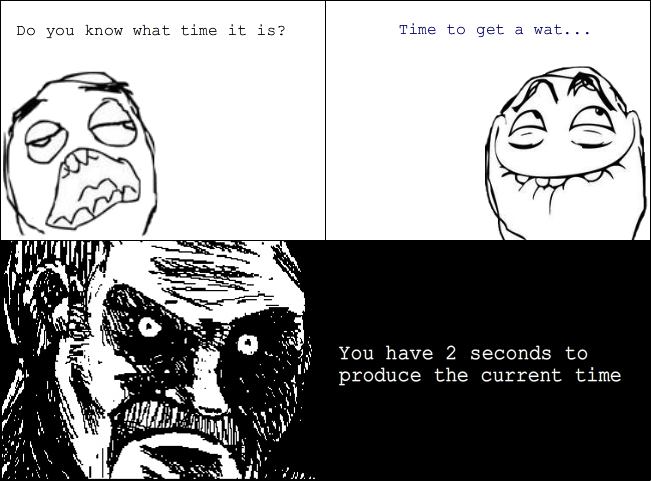 Do you know what time it is?
Time to get a wat...
You have 2 seconds to
produce the current time